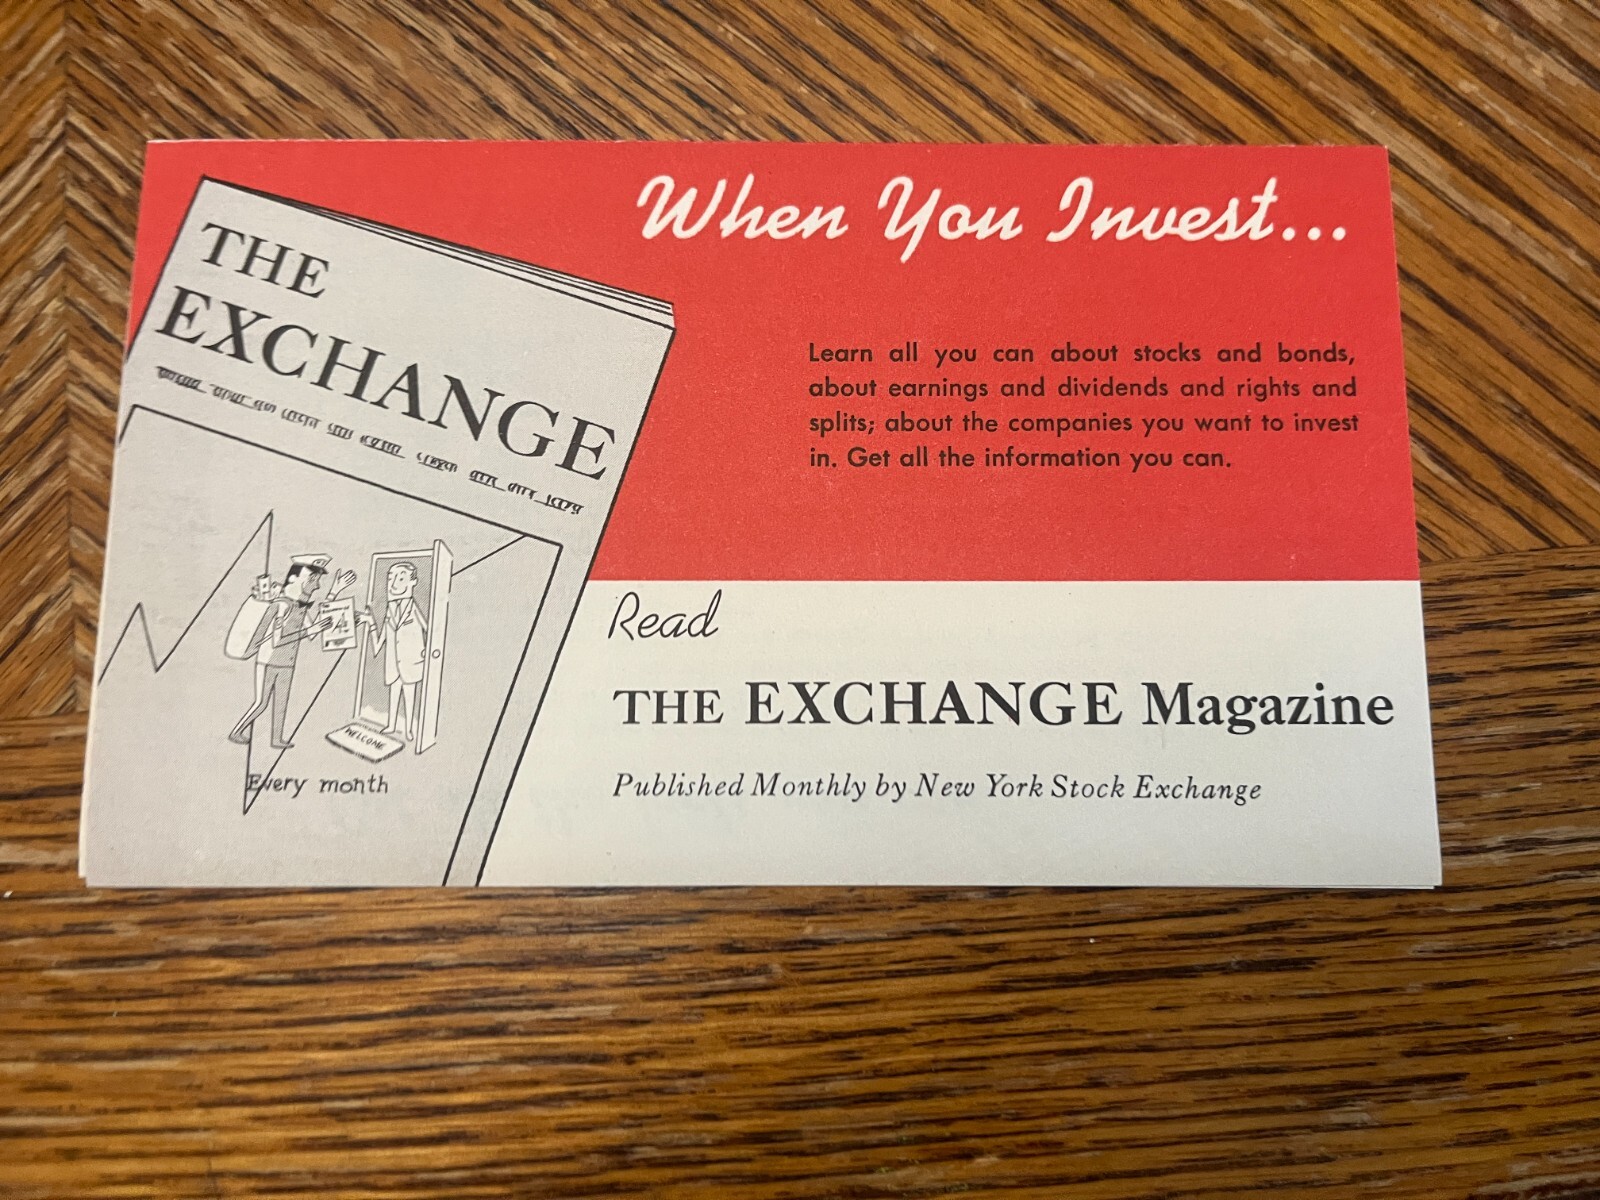 THE
EXCHANGE
Every month
WELCOME
When You Invest...
Learn all you can about stocks and bonds,
about earnings and dividends and rights and
splits; about the companies you want to invest
in. Get all the information you can.
Read
THE EXCHANGE Magazine
Published Monthly by New York Stock Exchange